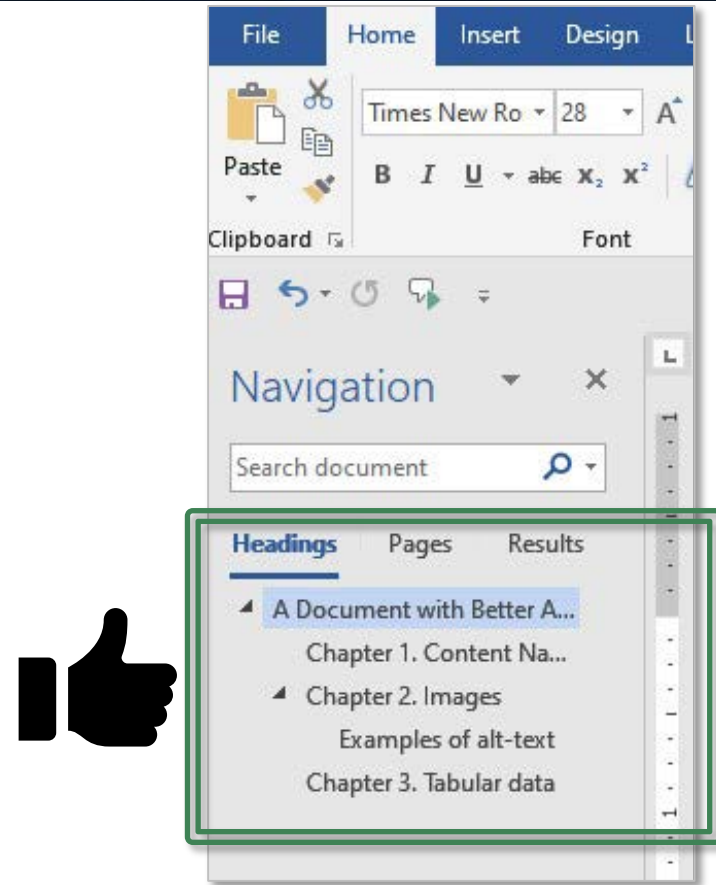 File Home Insert Design L
Times New Ro 28 A
Paste B I U abc X₂ X²
Clipboard Font
Navigation
Search document
Headings Pages Results
A Document with Better A...
Chapter 1. Content Na...
Chapter 2. Images
Examples of alt-text
Chapter 3. Tabular data
L
1
1